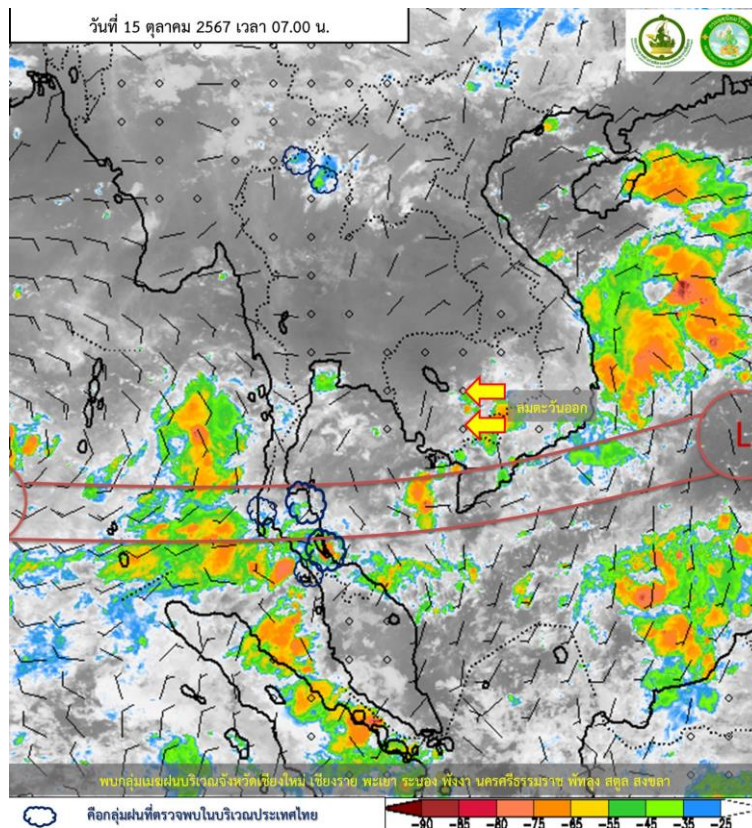 วันที่ 15 ตุลาคม 2567 เวลา 07.00 น.
ลมตะวันออก
L
พบกลุ่มเมฆฝนบริเวณจังหวัดเชียงใหม่ เชียงราย พะเยา ระนอง พังงา นครศรีธรรมราช พัทลุง สตูล สงขลา
คือกลุ่มฝนที่ตรวจพบในบริเวณประเทศไทย
-90 -85 -80 -75 -65 -55 -45 -35 -25